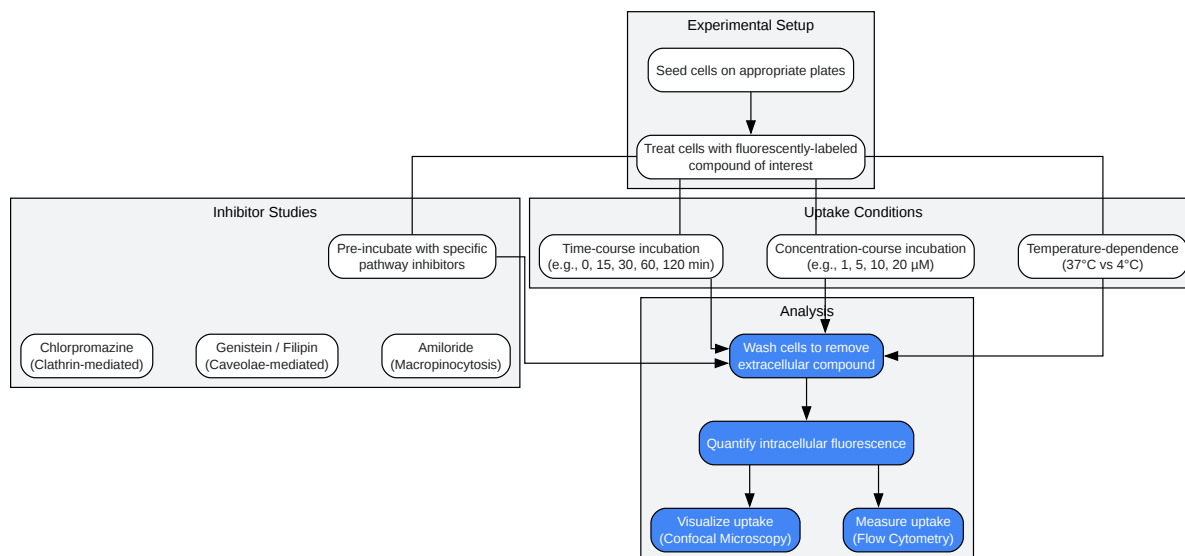 Experimental Setup
Seed cells on appropriate plates
Treat cells with fluorescently-labeled
compound of interest
Inhibitor Studies
Pre-incubate with specific
pathway inhibitors
Chlorpromazine
(Clathrin-mediated)
Genistein / Filipin
(Caveolae-mediated)
Amiloride
(Macropinocytosis)
Uptake Conditions
Time-course incubation
(e.g., 0, 15, 30, 60, 120 min)
Concentration-course incubation
(e.g., 1, 5, 10, 20 µM)
Temperature-dependence
(37°C vs 4°C)
Analysis
Wash cells to remove
extracellular compound
Quantify intracellular fluorescence
Visualize uptake
(Confocal Microscopy)
Measure uptake
(Flow Cytometry)